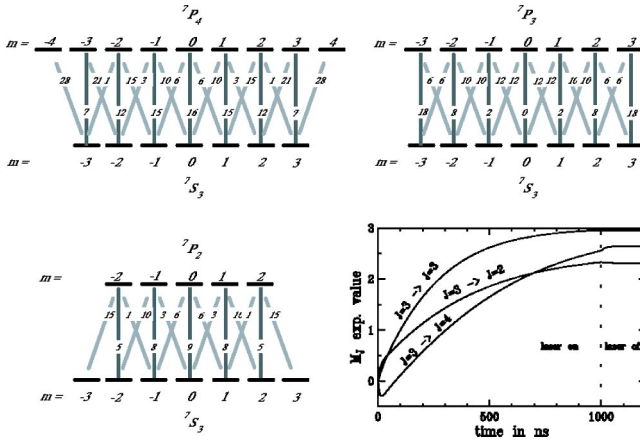 ⁷P₄
m = -4 -3 -2 -1 0 1 2 3 4
28 21 1 15 3 10 6 6 10 3 15 1 21 28
7 12 15 16 15 12 7
-3 -2 -1 0 1 2 3
m =
⁷S₃
⁷P₃
m = -3 -2 -1 0 1 2 3
6 6 10 10 12 12 12 12 10 10 6 6
18 8 2 0 2 8 18
-3 -2 -1 0 1 2 3
m =
⁷S₃
⁷P₂
m = -2 -1 0 1 2
15 1 10 3 6 6 3 10 1 15
5 8 9 8 5
m = -3 -2 -1 0 1 2 3
⁷S₃
M_J exp. value
3
2
1
0
J=3 -> J=3
J=3 -> J=2
J=3 -> J=4
laser on
laser of
0 500 1000
time in ns